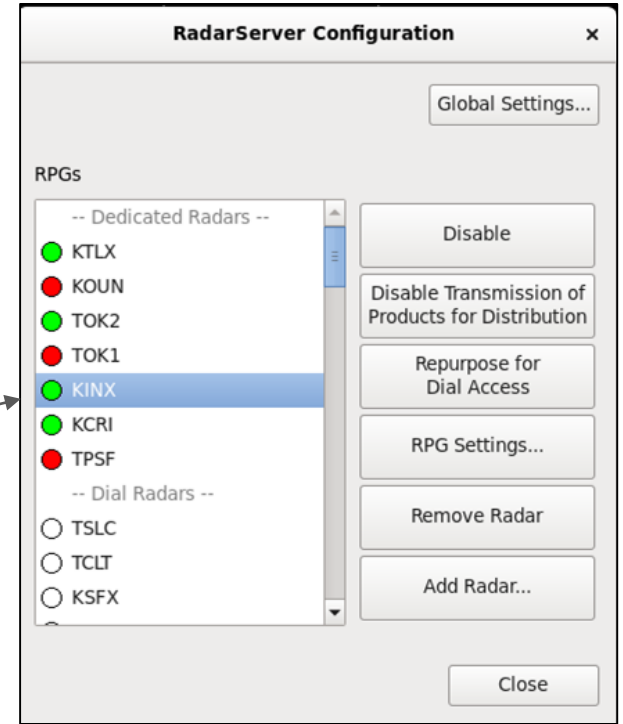 RadarServer Configuration
×
Global Settings...
RPGs
-- Dedicated Radars --
KTLX
KOUN
TOK2
TOK1
KINX
KCRI
TPSF
-- Dial Radars --
TSLC
TCLT
KSFX
Disable
Disable Transmission of
Products for Distribution
Repurpose for
Dial Access
RPG Settings...
Remove Radar
Add Radar...
Close